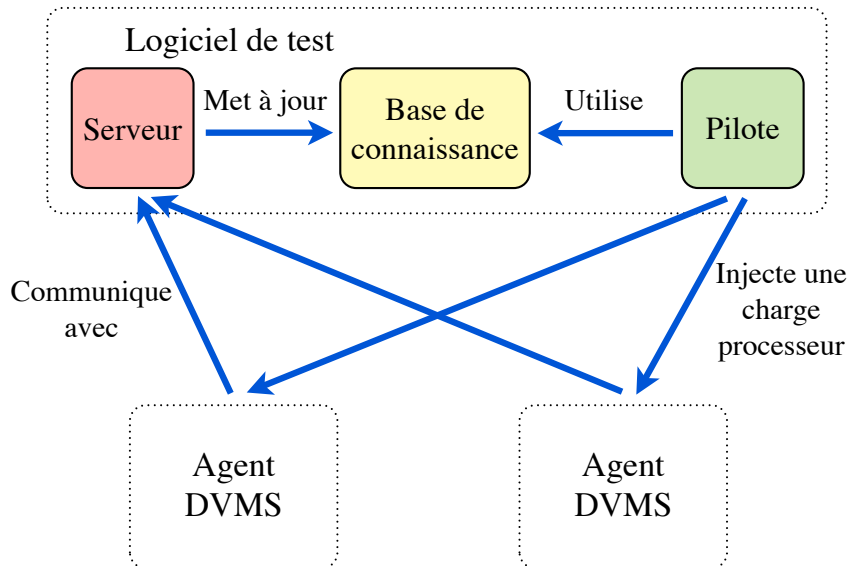 Logiciel de test
Serveur
Met à jour
Base de
connaissance
Utilise
Pilote
Communique
avec
Injecte une
charge
processeur
Agent
DVMS
Agent
DVMS